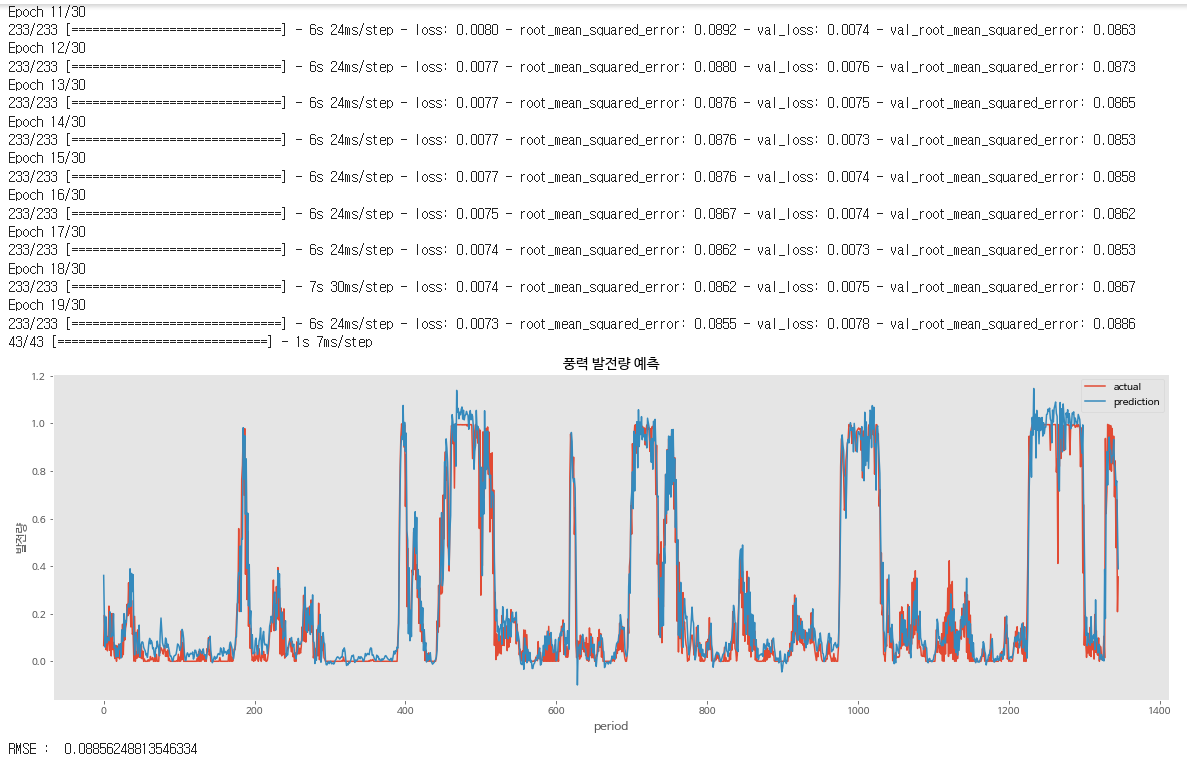 Epoch 11/30
233/233 [==============================] - 6s 24ms/step - loss: 0.0080 - root_mean_squared_error: 0.0892 - val_loss: 0.0074 - val_root_mean_squared_error: 0.0863
Epoch 12/30
233/233 [==============================] - 6s 24ms/step - loss: 0.0077 - root_mean_squared_error: 0.0880 - val_loss: 0.0076 - val_root_mean_squared_error: 0.0873
Epoch 13/30
233/233 [==============================] - 6s 24ms/step - loss: 0.0077 - root_mean_squared_error: 0.0876 - val_loss: 0.0075 - val_root_mean_squared_error: 0.0865
Epoch 14/30
233/233 [==============================] - 6s 24ms/step - loss: 0.0077 - root_mean_squared_error: 0.0876 - val_loss: 0.0073 - val_root_mean_squared_error: 0.0853
Epoch 15/30
233/233 [==============================] - 6s 24ms/step - loss: 0.0077 - root_mean_squared_error: 0.0876 - val_loss: 0.0074 - val_root_mean_squared_error: 0.0858
Epoch 16/30
233/233 [==============================] - 6s 24ms/step - loss: 0.0075 - root_mean_squared_error: 0.0867 - val_loss: 0.0074 - val_root_mean_squared_error: 0.0862
Epoch 17/30
233/233 [==============================] - 6s 24ms/step - loss: 0.0074 - root_mean_squared_error: 0.0862 - val_loss: 0.0073 - val_root_mean_squared_error: 0.0853
Epoch 18/30
233/233 [==============================] - 7s 30ms/step - loss: 0.0074 - root_mean_squared_error: 0.0862 - val_loss: 0.0075 - val_root_mean_squared_error: 0.0867
Epoch 19/30
233/233 [==============================] - 6s 24ms/step - loss: 0.0073 - root_mean_squared_error: 0.0855 - val_loss: 0.0078 - val_root_mean_squared_error: 0.0886
43/43 [==============================] - 1s 7ms/step
풍력 발전량 예측
actual
prediction
1.2
1.0
0.8
0.6
0.4
0.2
0.0
발전량
0
200
400
600
800
1000
1200
1400
period
RMSE :  0.08856248813546334